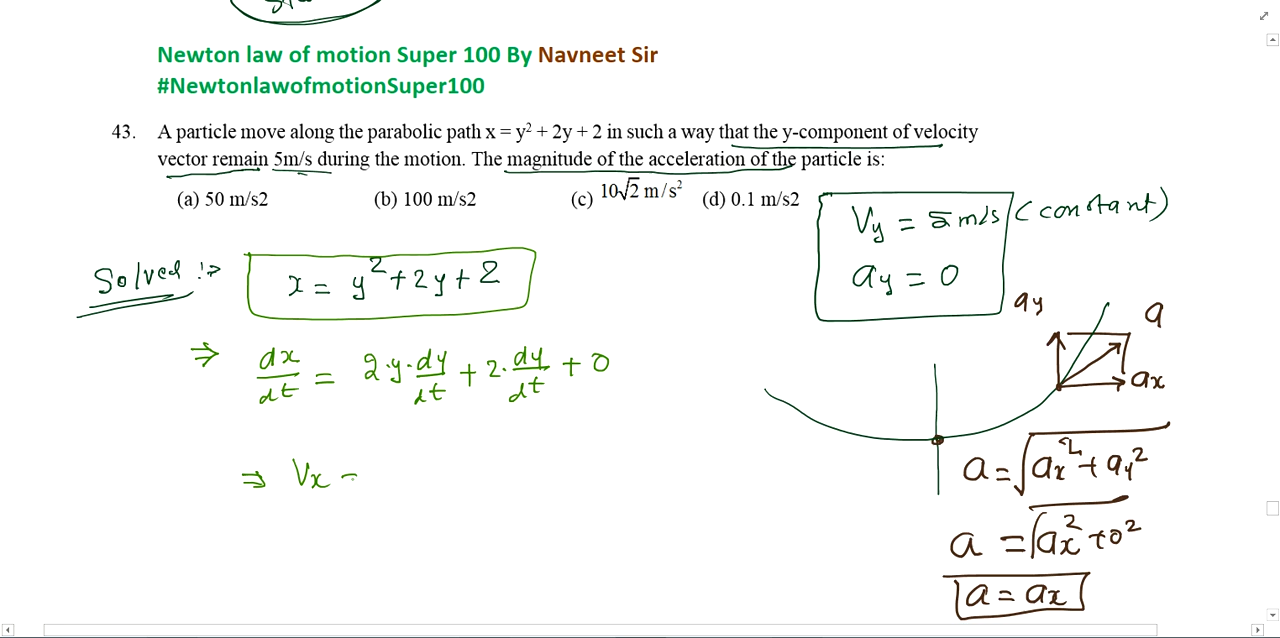 Newton law of motion Super 100 By Navneet Sir
#NewtonlawofmotionSuper100
43. A particle move along the parabolic path x = y² + 2y + 2 in such a way that the y-component of velocity
vector remain 5m/s during the motion. The magnitude of the acceleration of the particle is:
(a) 50 m/s2 (b) 100 m/s2 (c) 10√2 m/s² (d) 0.1 m/s2
Vy = 5m/s (constant)
ay = 0
Solved :->
x = y² + 2y + 2
⇒ dx/dt = 2·y·dy/dt + 2·dy/dt + 0
⇒ Vx =
ay
a
ax
a = √ax² + ay²
a = √ax² + 0²
a = ax